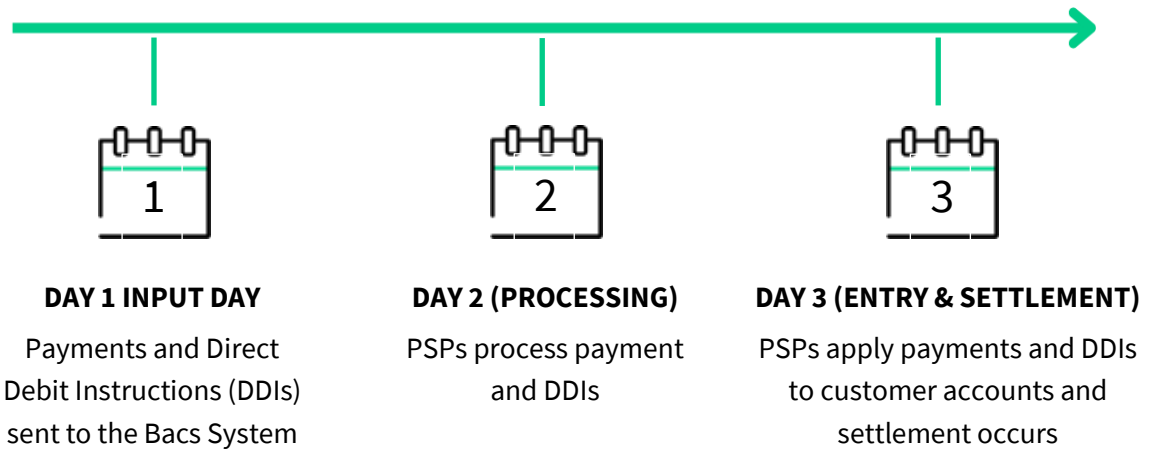 1
2
3
DAY 1 INPUT DAY
Payments and Direct
Debit Instructions (DDIs)
sent to the Bacs System
DAY 2 (PROCESSING)
PSPs process payment
and DDIs
DAY 3 (ENTRY & SETTLEMENT)
PSPs apply payments and DDIs
to customer accounts and
settlement occurs